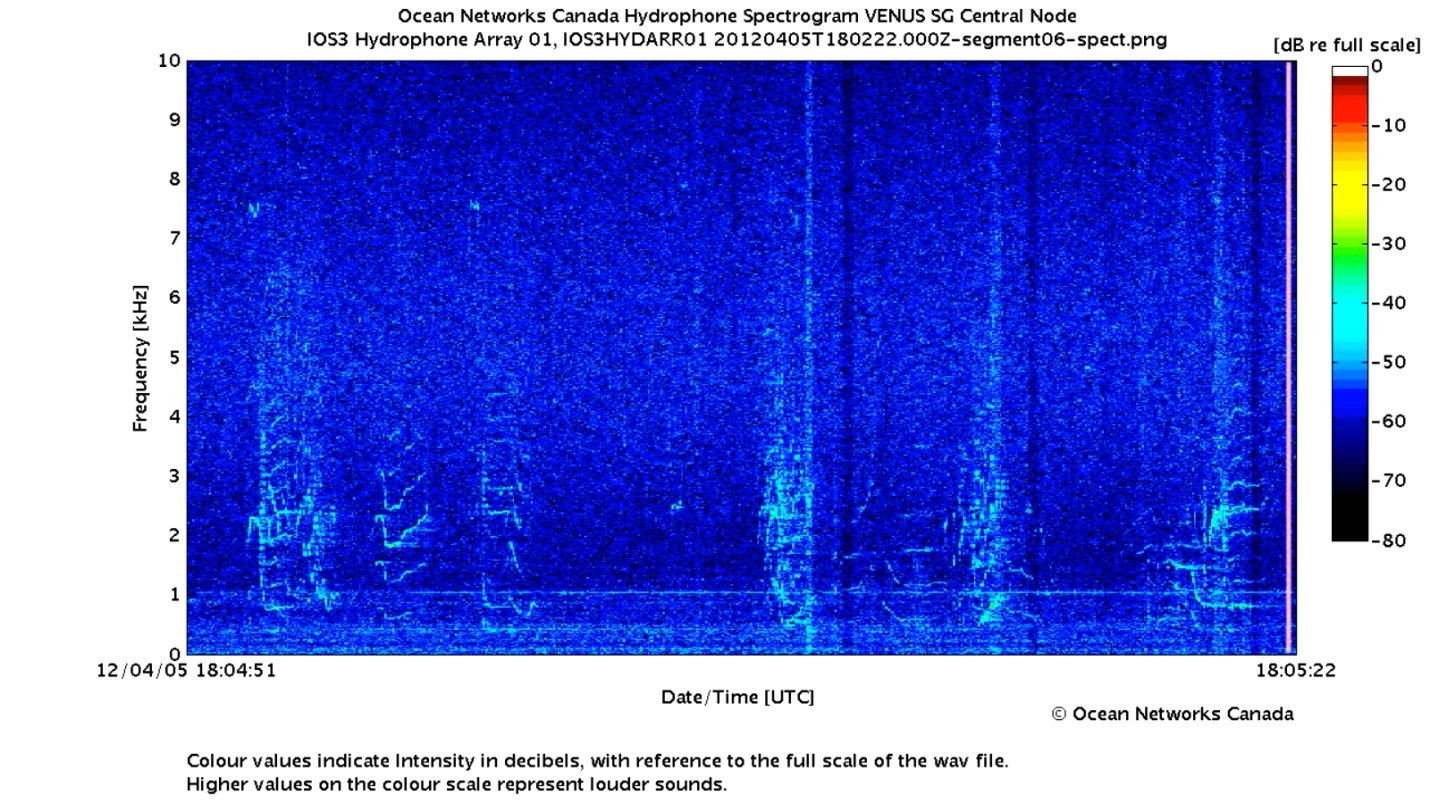 Ocean Networks Canada Hydrophone Spectrogram VENUS SG Central Node
IOS3 Hydrophone Array 01, IOS3HYDARR01 20120405T180222.000Z-segment06-spect.png
[dB re full scale]
10
9
8
7
6
5
4
3
2
1
0
Frequency [kHz]
0
-10
-20
-30
-40
-50
-60
-70
-80
12/04/05 18:04:51
18:05:22
Date/Time [UTC]
© Ocean Networks Canada
Colour values indicate Intensity in decibels, with reference to the full scale of the wav file.
Higher values on the colour scale represent louder sounds.